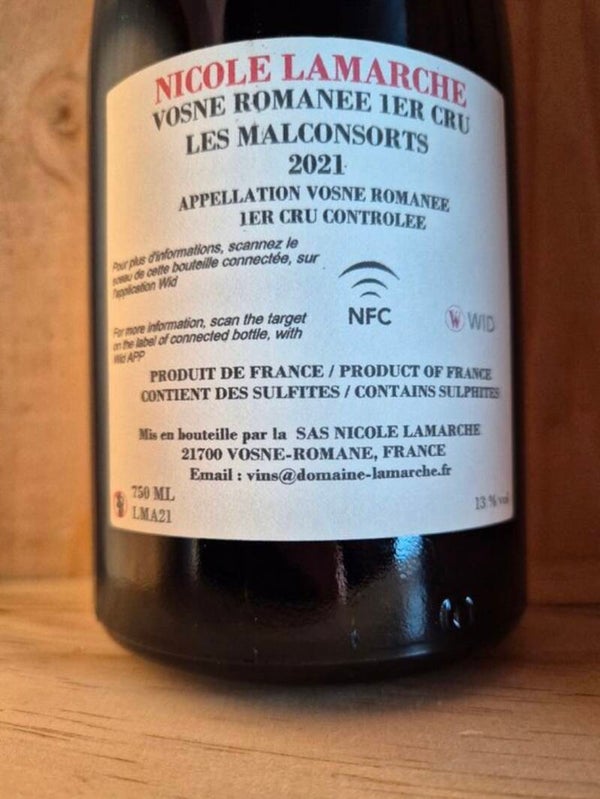 NICOLE LAMARCHE
VOSNE ROMANEE 1ER CRU
LES MALCONSORTS
2021
APPELLATION VOSNE ROMANEE
1ER CRU CONTROLEE
Pour plus d'informations, scannez le
sceau de cette bouteille connectée, sur
l'application Wid
For more information, scan the target
on the label of connected bottle, with
Wid APP
NFC
WID
PRODUIT DE FRANCE / PRODUCT OF FRANCE
CONTIENT DES SULFITES / CONTAINS SULPHITES
Mis en bouteille par la SAS NICOLE LAMARCHE
21700 VOSNE-ROMANE, FRANCE
Email : vins@domaine-lamarche.fr
750 ML
LMA21
13 % vol